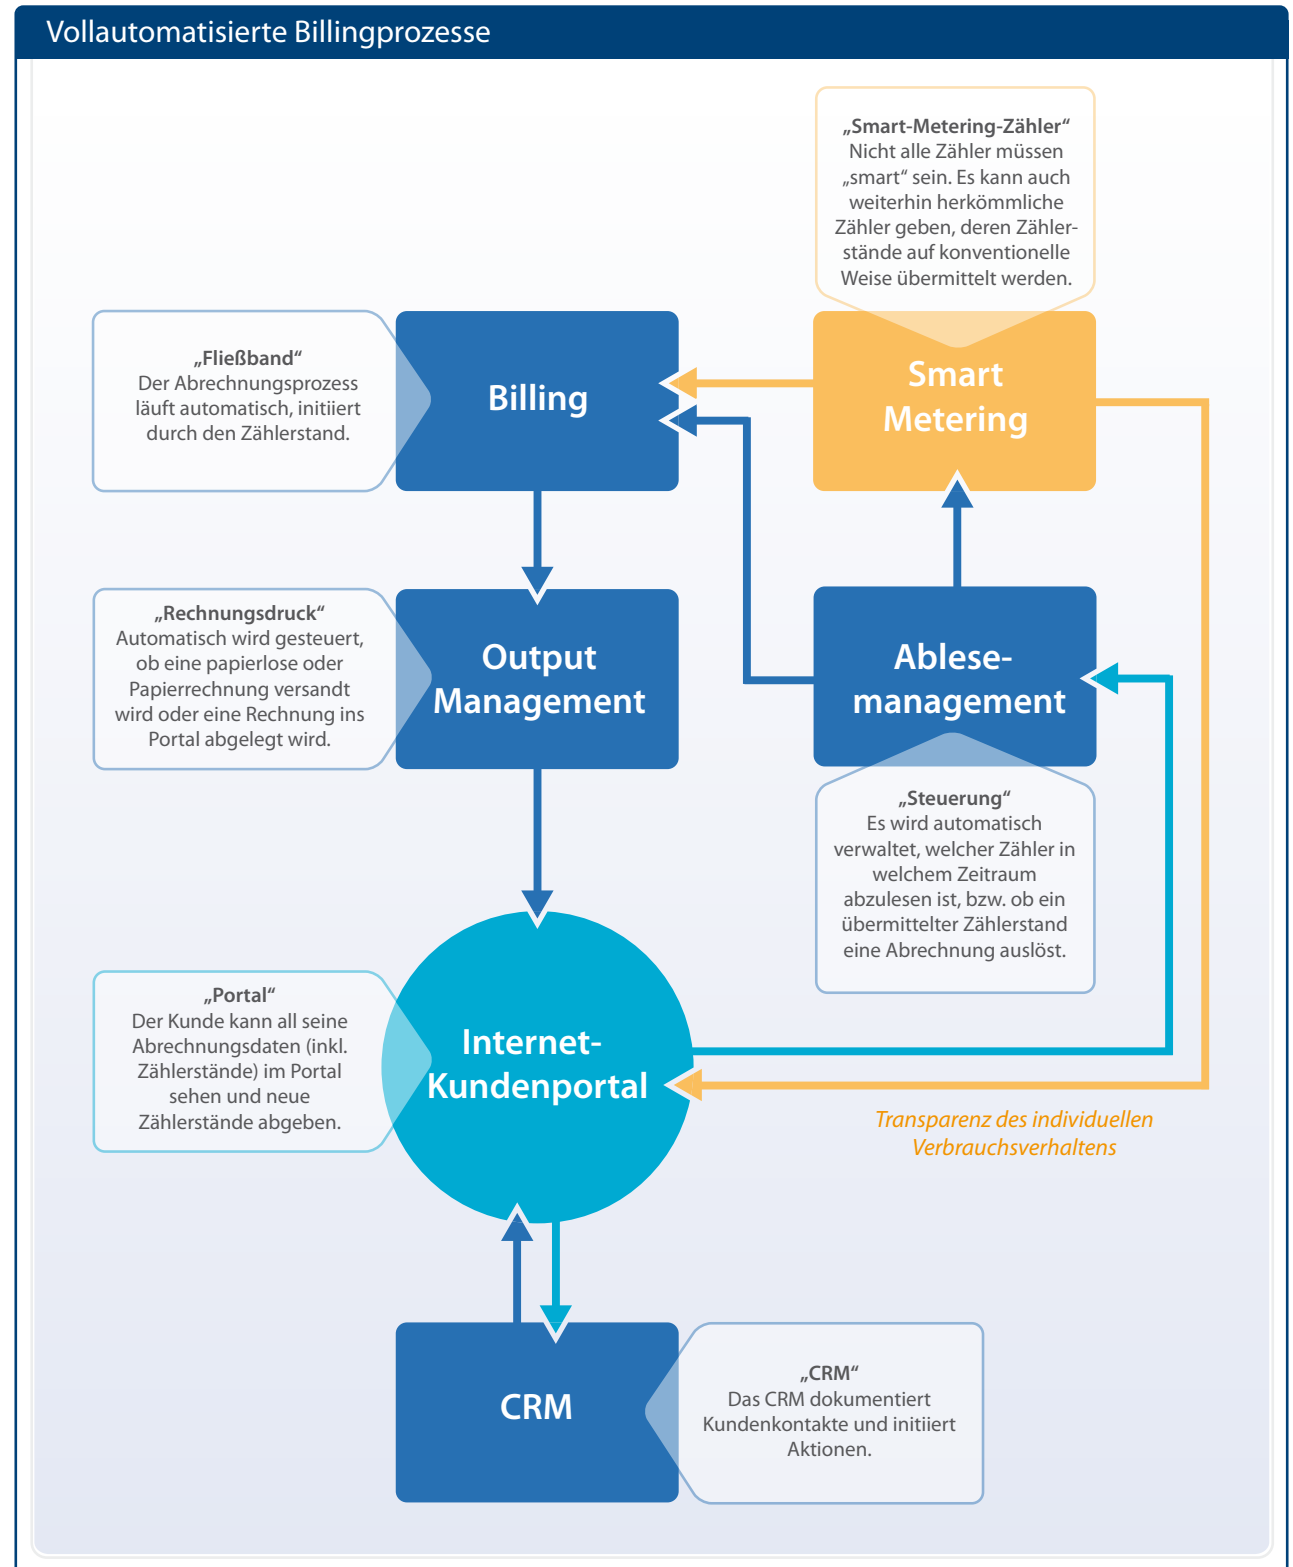 Vollautomatisierte Billingprozesse
„Smart-Metering-Zähler“
Nicht alle Zähler müssen
„smart“ sein. Es kann auch
weiterhin herkömmliche
Zähler geben, deren Zähler-
stände auf konventionelle
Weise übermittelt werden.
„Fließband“
Der Abrechnungsprozess
läuft automatisch, initiiert
durch den Zählerstand.
Billing
Smart
Metering
„Rechnungsdruck“
Automatisch wird gesteuert,
ob eine papierlose oder
Papierrechnung versandt
wird oder eine Rechnung ins
Portal abgelegt wird.
Output
Management
Ablese-
management
„Steuerung“
Es wird automatisch
verwaltet, welcher Zähler in
welchem Zeitraum
abzulesen ist, bzw. ob ein
übermittelter Zählerstand
eine Abrechnung auslöst.
„Portal“
Der Kunde kann all seine
Abrechnungsdaten (inkl.
Zählerstände) im Portal
sehen und neue
Zählerstände abgeben.
Internet-
Kundenportal
Transparenz des individuellen
Verbrauchsverhaltens
CRM
„CRM“
Das CRM dokumentiert
Kundenkontakte und initiiert
Aktionen.